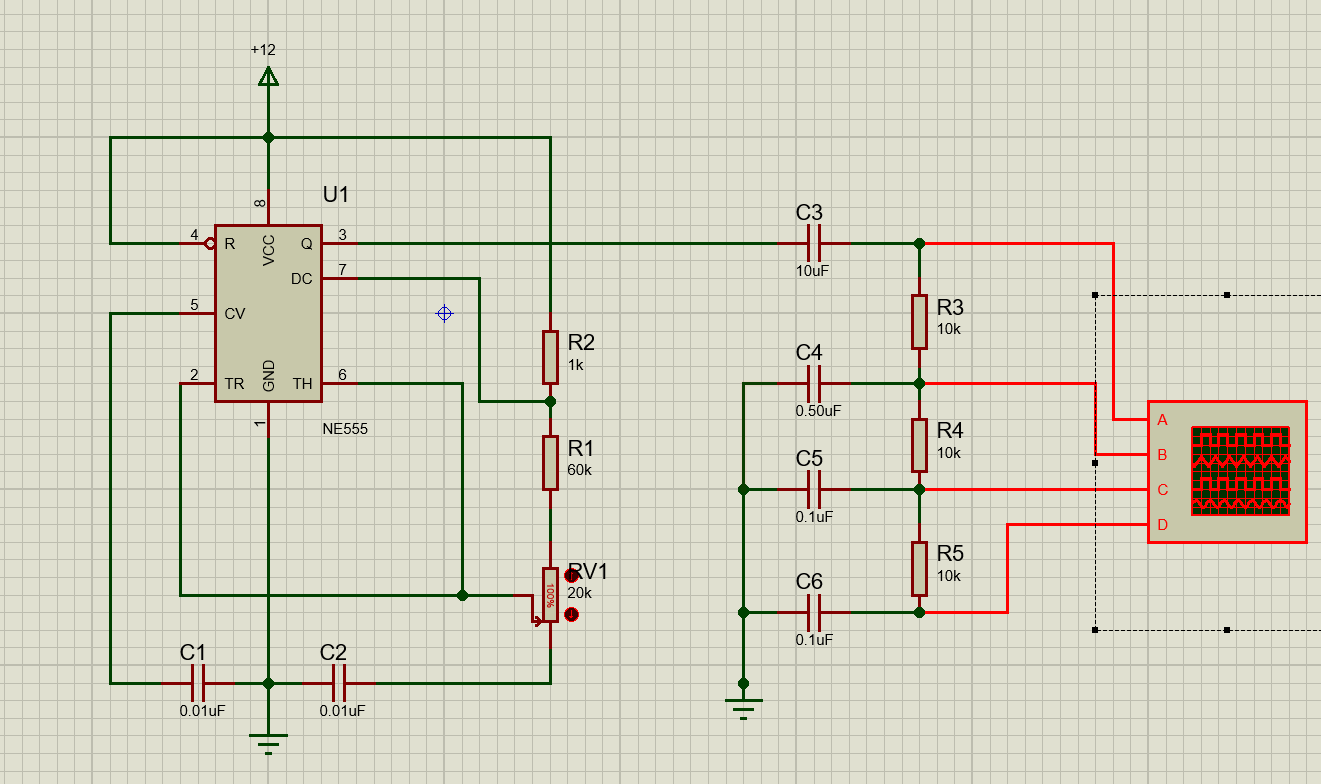 +12
U1
8
4
R
VCC
Q
3
DC
7
5
CV
2
TR
GND
TH
6
1
NE555
R2
1k
R1
60k
RV1
20k
100%
C1
0.01uF
C2
0.01uF
C3
10uF
R3
10k
C4
0.50uF
R4
10k
C5
0.1uF
R5
10k
C6
0.1uF
A
B
C
D